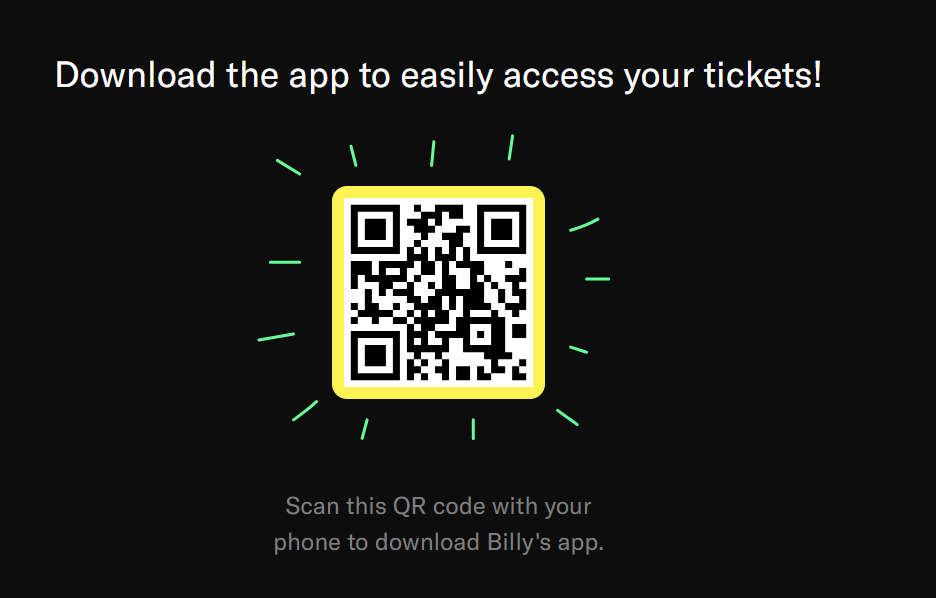 Download the app to easily access your tickets!
Scan this QR code with your
phone to download Billy's app.